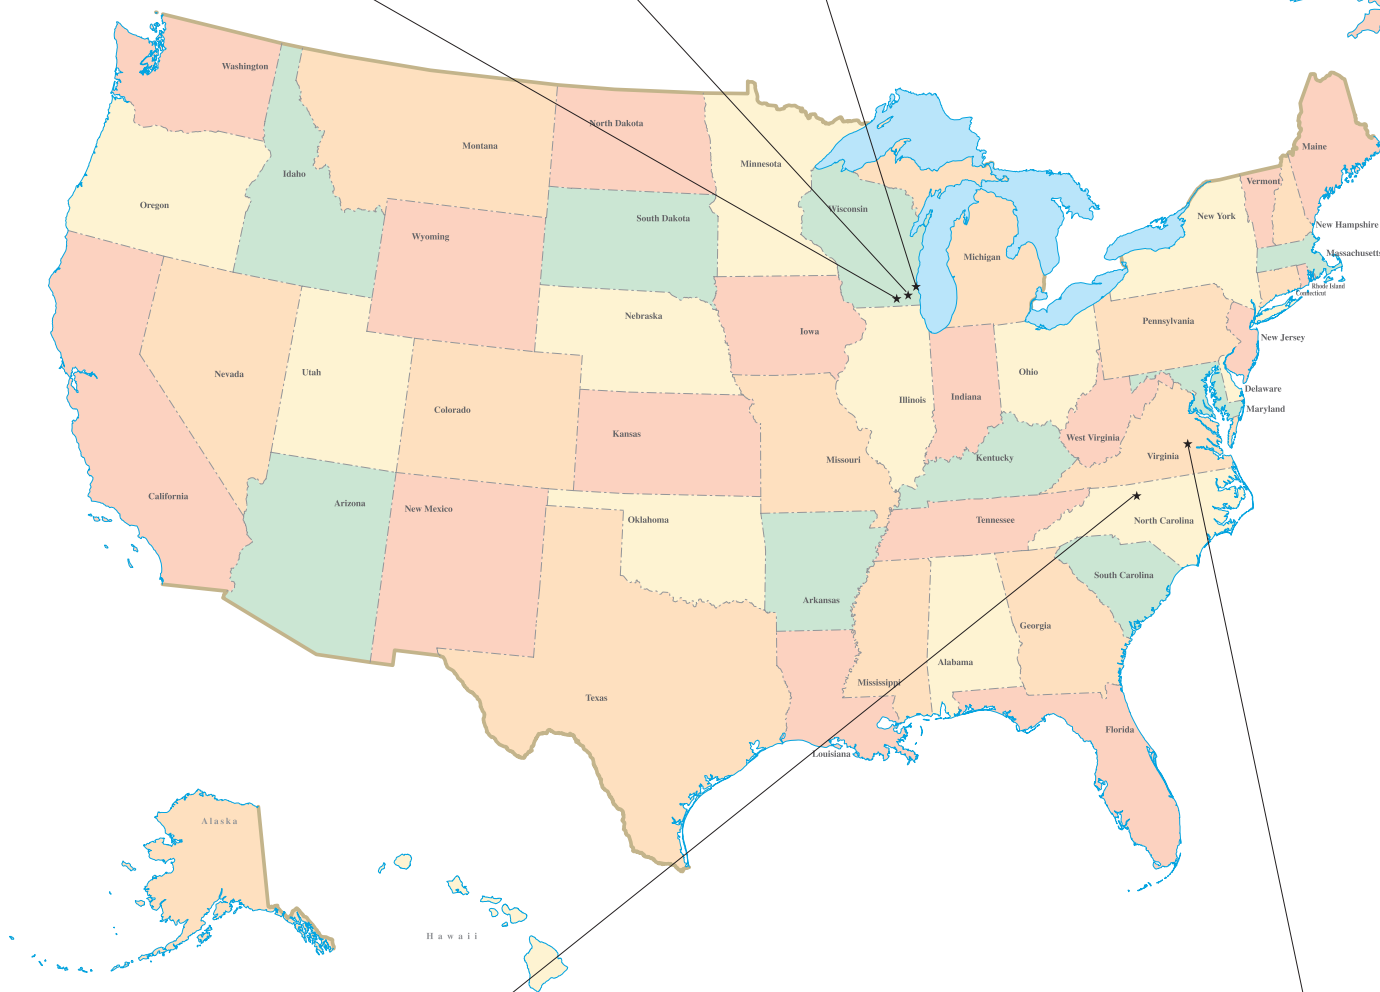 Washington
North Dakota
Montana
Minnesota
Maine
Idaho
Vermont
Oregon
Wisconsin
New York
South Dakota
New Hampshire
Wyoming
Michigan
Massachusetts
Rhode Island
Connecticut
Nebraska
Pennsylvania
Iowa
New Jersey
Nevada
Utah
Ohio
Delaware
Colorado
Illinois
Indiana
Maryland
Kansas
West Virginia
Missouri
Kentucky
Virginia
California
Arizona
New Mexico
Oklahoma
Tennessee
North Carolina
South Carolina
Arkansas
Georgia
Alabama
Mississippi
Texas
Florida
Louisiana
Alaska
Hawaii